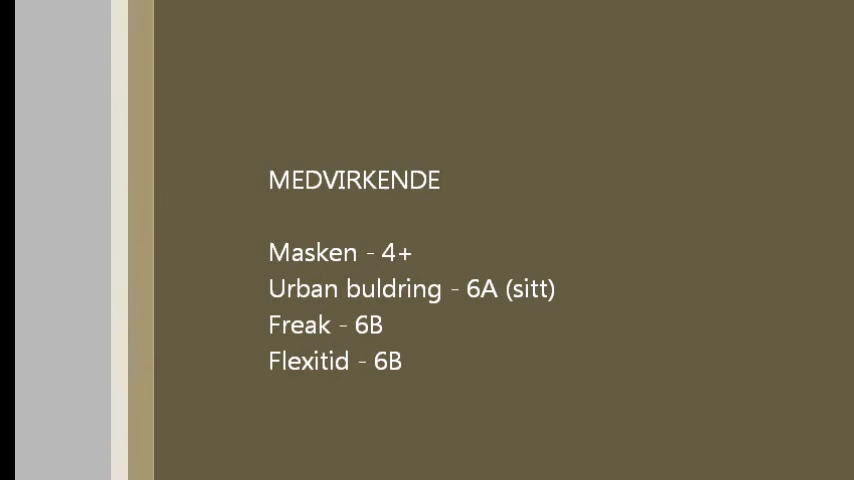 MEDVIRKENDE
Masken - 4+
Urban buldring - 6A (sitt)
Freak - 6B
Flexitid - 6B